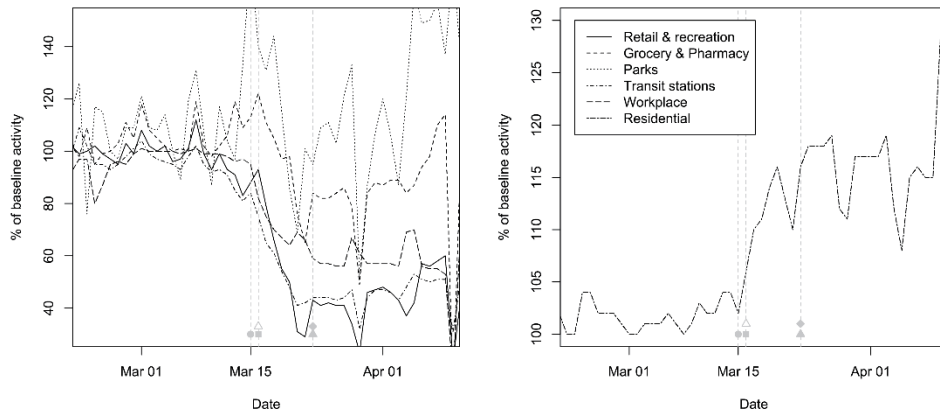 % of baseline activity
140
120
100
80
60
40
Mar 01
Mar 15
Apr 01
Date
% of baseline activity
130
125
120
115
110
105
100
Retail & recreation
Grocery & Pharmacy
Parks
Transit stations
Workplace
Residential
Mar 01
Mar 15
Apr 01
Date